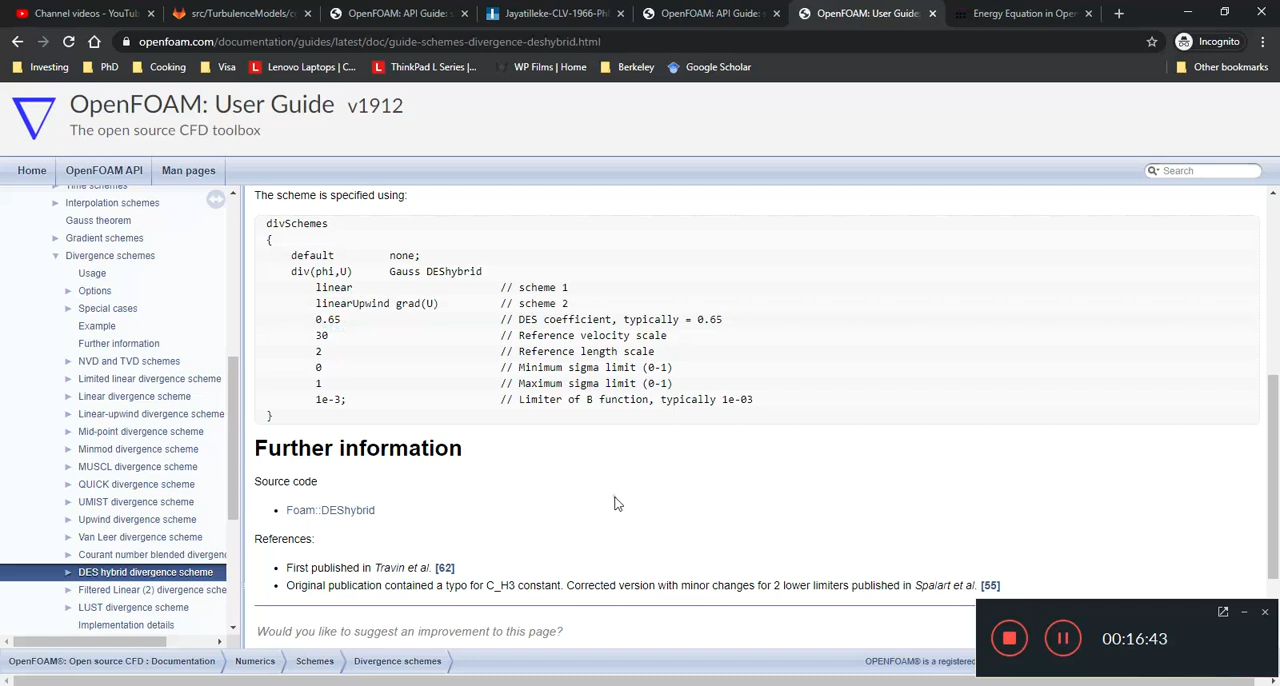 Channel videos - YouTu
src/TurbulenceModels/c
OpenFOAM: API Guide:
Jayatilleke-CLV-1966-Ph
OpenFOAM: API Guide:
OpenFOAM: User Guide
Energy Equation in Open
openfoam.com/documentation/guides/latest/doc/guide-schemes-divergence-deshybrid.html
Incognito
Investing
PhD
Cooking
Visa
Lenovo Laptops | C...
ThinkPad L Series |...
WP Films | Home
Berkeley
Google Scholar
Other bookmarks
OpenFOAM: User Guide v1912
The open source CFD toolbox
Home
OpenFOAM API
Man pages
Search
Time schemes
Interpolation schemes
Gauss theorem
Gradient schemes
Divergence schemes
Usage
Options
Special cases
Example
Further information
NVD and TVD schemes
Limited linear divergence scheme
Linear divergence scheme
Linear-upwind divergence scheme
Mid-point divergence scheme
Minmod divergence scheme
MUSCL divergence scheme
QUICK divergence scheme
UMIST divergence scheme
Upwind divergence scheme
Van Leer divergence scheme
Courant number blended divergenc
DES hybrid divergence scheme
Filtered Linear (2) divergence sche
LUST divergence scheme
Implementation details
The scheme is specified using:
divSchemes
{
default none;
div(phi,U) Gauss DEShybrid
linear // scheme 1
linearUpwind grad(U) // scheme 2
0.65 // DES coefficient, typically = 0.65
30 // Reference velocity scale
2 // Reference length scale
0 // Minimum sigma limit (0-1)
1 // Maximum sigma limit (0-1)
1e-3; // Limiter of B function, typically 1e-03
}
Further information
Source code
• Foam::DEShybrid
References:
• First published in Travin et al. [62]
• Original publication contained a typo for C_H3 constant. Corrected version with minor changes for 2 lower limiters published in Spalart et al. [55]
Would you like to suggest an improvement to this page?
00:16:43
OpenFOAM®: Open source CFD : Documentation
Numerics
Schemes
Divergence schemes
OPENFOAM® is a registered